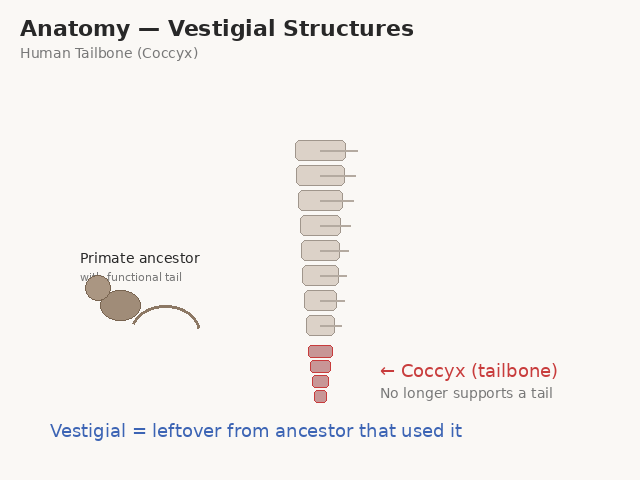 Anatomy — Vestigial Structures
Human Tailbone (Coccyx)
Primate ancestor
with functional tail
← Coccyx (tailbone)
No longer supports a tail
Vestigial = leftover from ancestor that used it